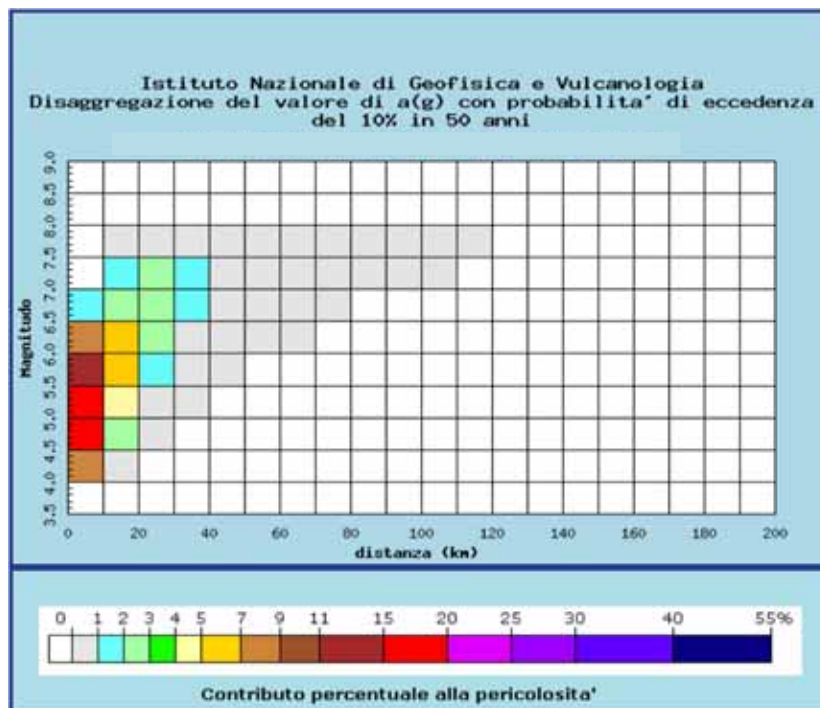 Istituto Nazionale di Geofisica e Vulcanologia
Disaggregazione del valore di a(g) con probabilita' di eccedenza
del 10% in 50 anni
Magnitudo
9.0
8.5
8.0
7.5
7.0
6.5
6.0
5.5
5.0
4.5
4.0
3.5
0 20 40 60 80 100 120 140 160 180 200
distanza (km)
0 1 2 3 4 5 7 9 11 15 20 25 30 40 55%
Contributo percentuale alla pericolosita'